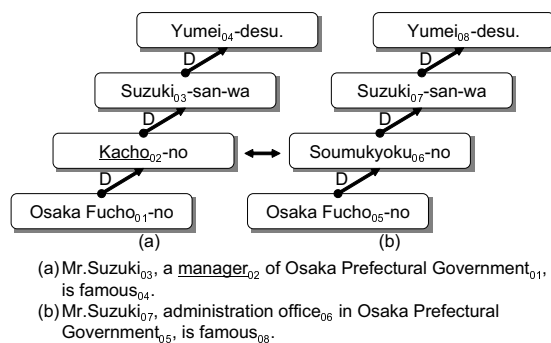 Yumei04-desu.
Yumei08-desu.
D
D
Suzuki03-san-wa
Suzuki07-san-wa
D
D
Kacho02-no
Soumukyoku06-no
D
D
Osaka Fucho01-no
Osaka Fucho05-no
(a)
(b)
(a) Mr.Suzuki03, a manager02 of Osaka Prefectural Government01,
is famous04.
(b) Mr.Suzuki07, administration office06 in Osaka Prefectural
Government05, is famous08.